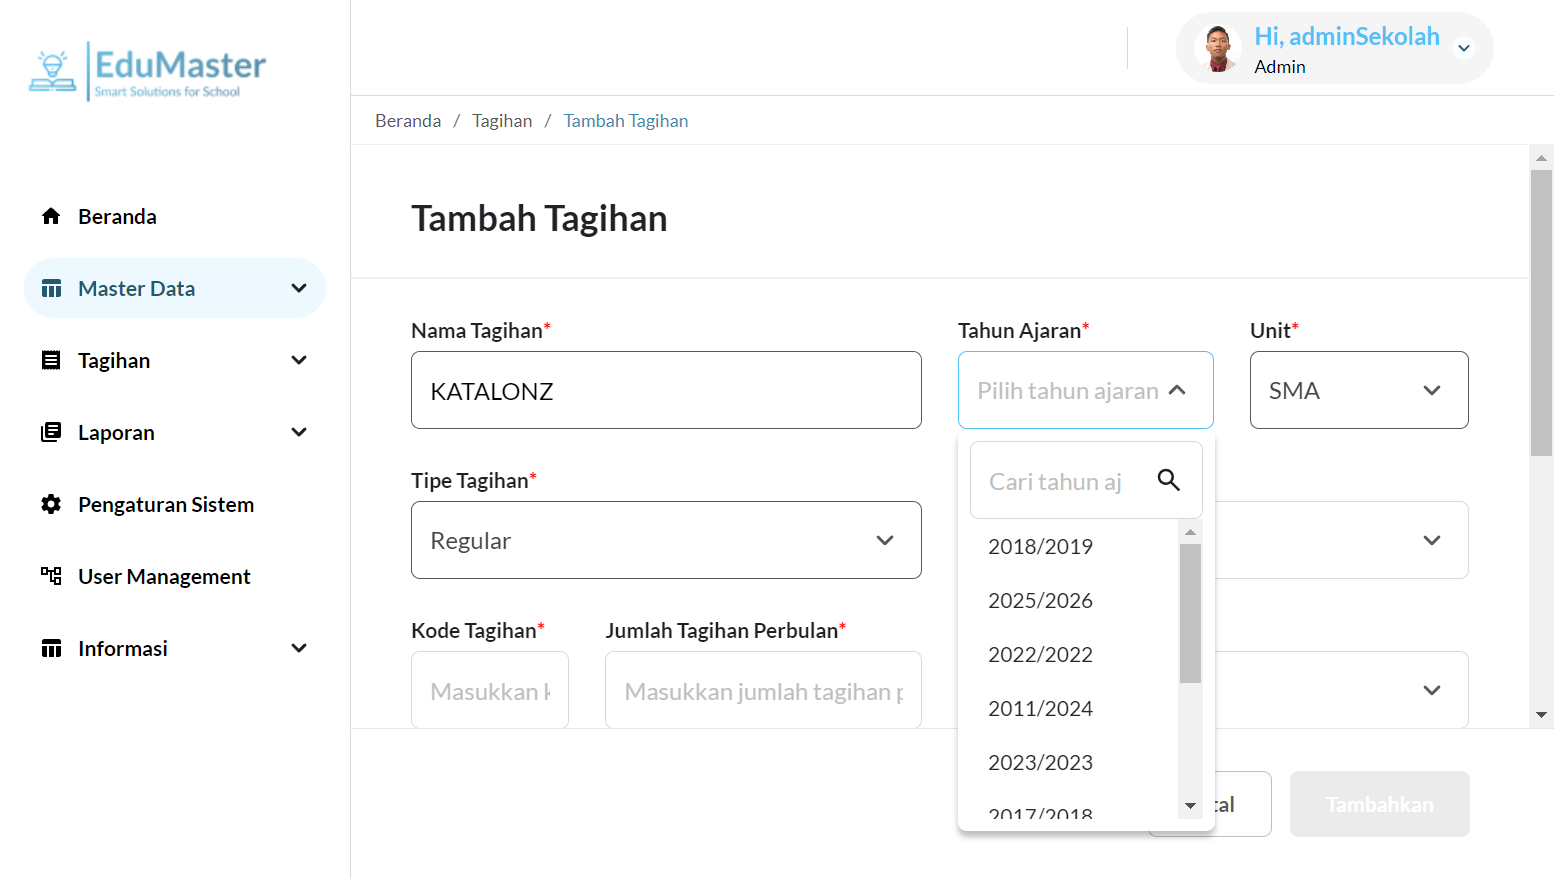 EduMaster
Smart Solutions for School
Hi, adminSekolah
Admin
Beranda / Tagihan / Tambah Tagihan
Beranda
Master Data
Tagihan
Laporan
Pengaturan Sistem
User Management
Informasi
Tambah Tagihan
Nama Tagihan*
KATALONZ
Tahun Ajaran*
Pilih tahun ajaran
Unit*
SMA
Cari tahun aj
2018/2019
2025/2026
2022/2022
2011/2024
2023/2023
2017/2018
Tipe Tagihan*
Regular
Kode Tagihan*
Masukkan k
Jumlah Tagihan Perbulan*
Masukkan jumlah tagihan p
tal
Tambahkan